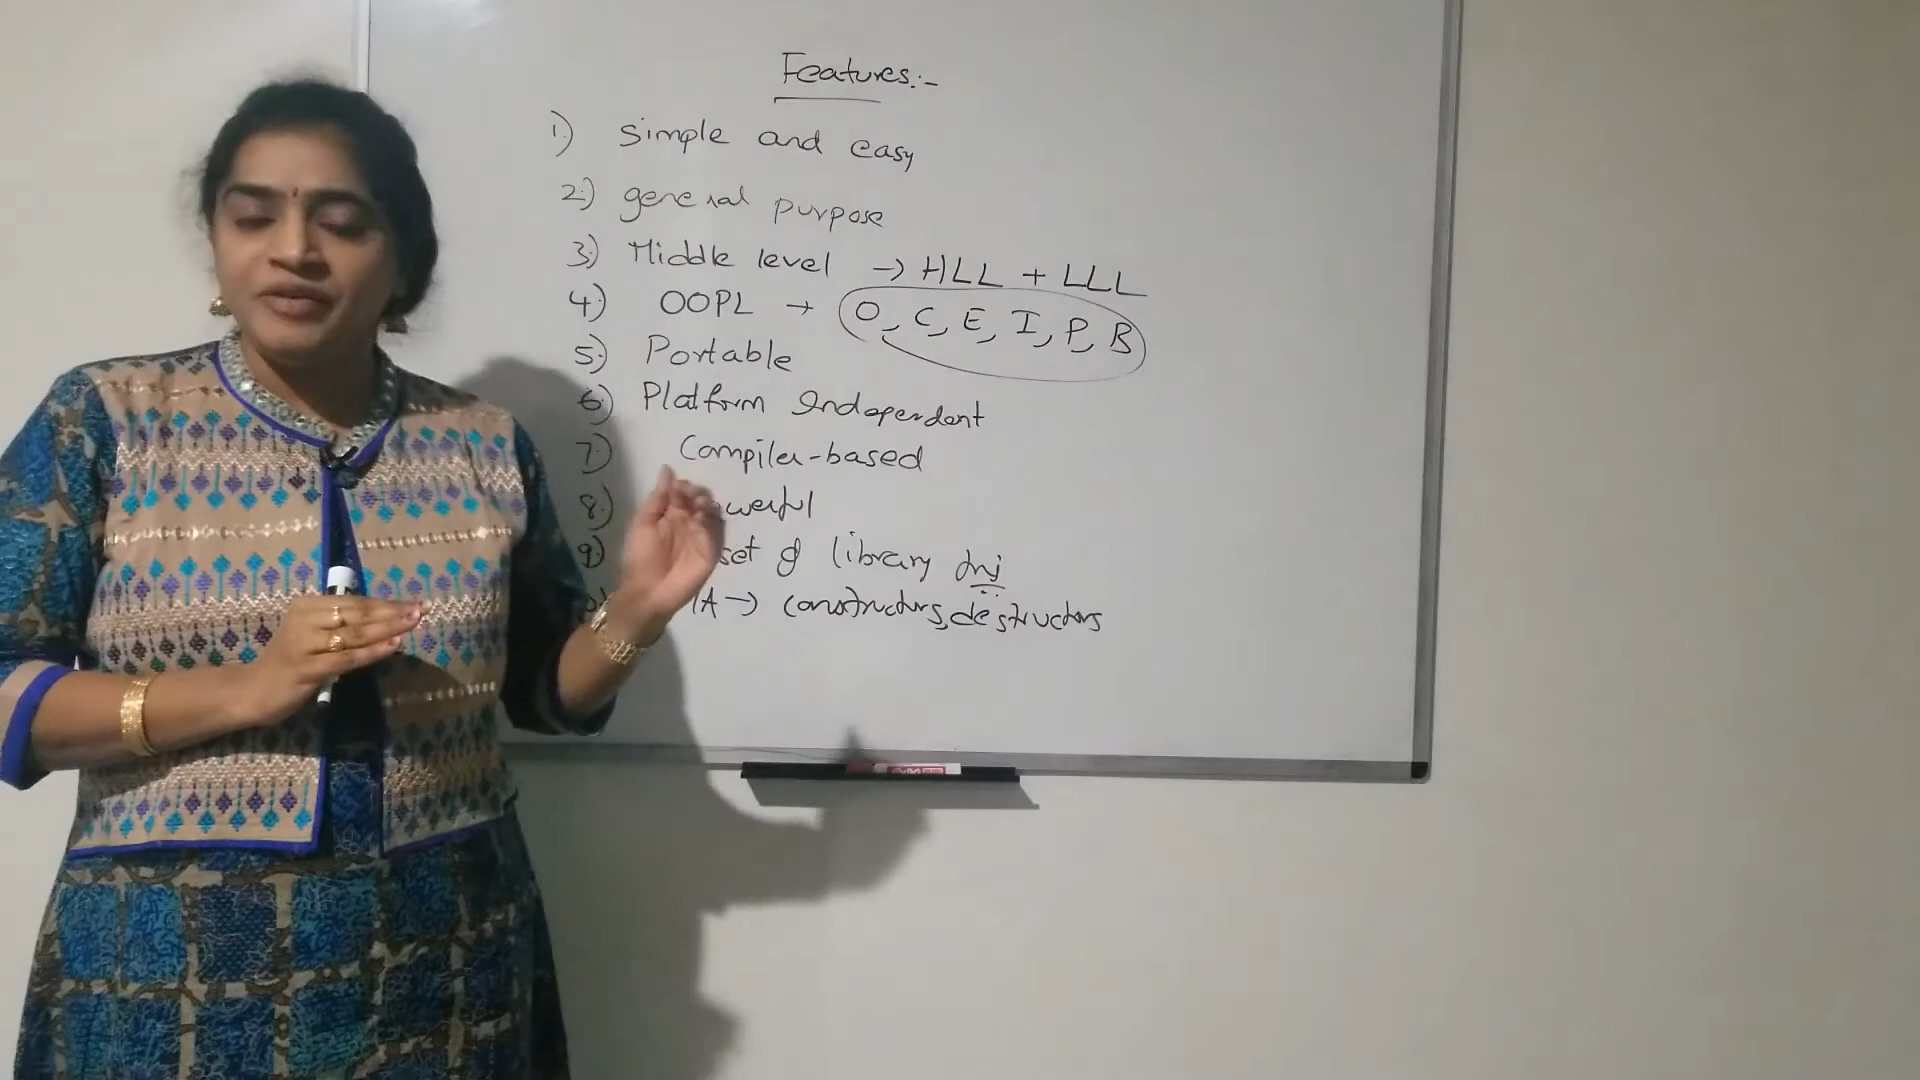 Features:-
1.) Simple and easy
2.) general purpose
3.) Middle level → HLL + LLL
4.) OOPL → O, C, E, I, P, B
5.) Portable
6.) Platform Independent
7.) Compiler-based
8.)
9.) set of library
→ constructors, destructors